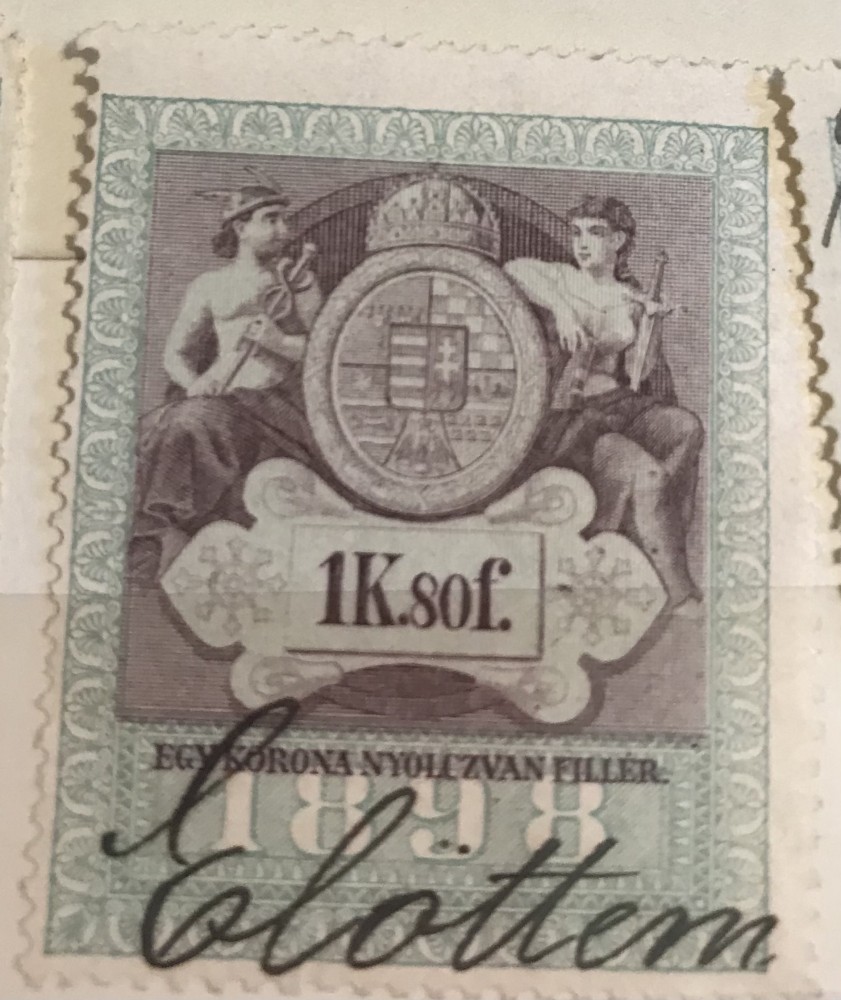 1K.80f.
EGY KORONA NYOLCZVAN FILLÉR.
1898
Előttem